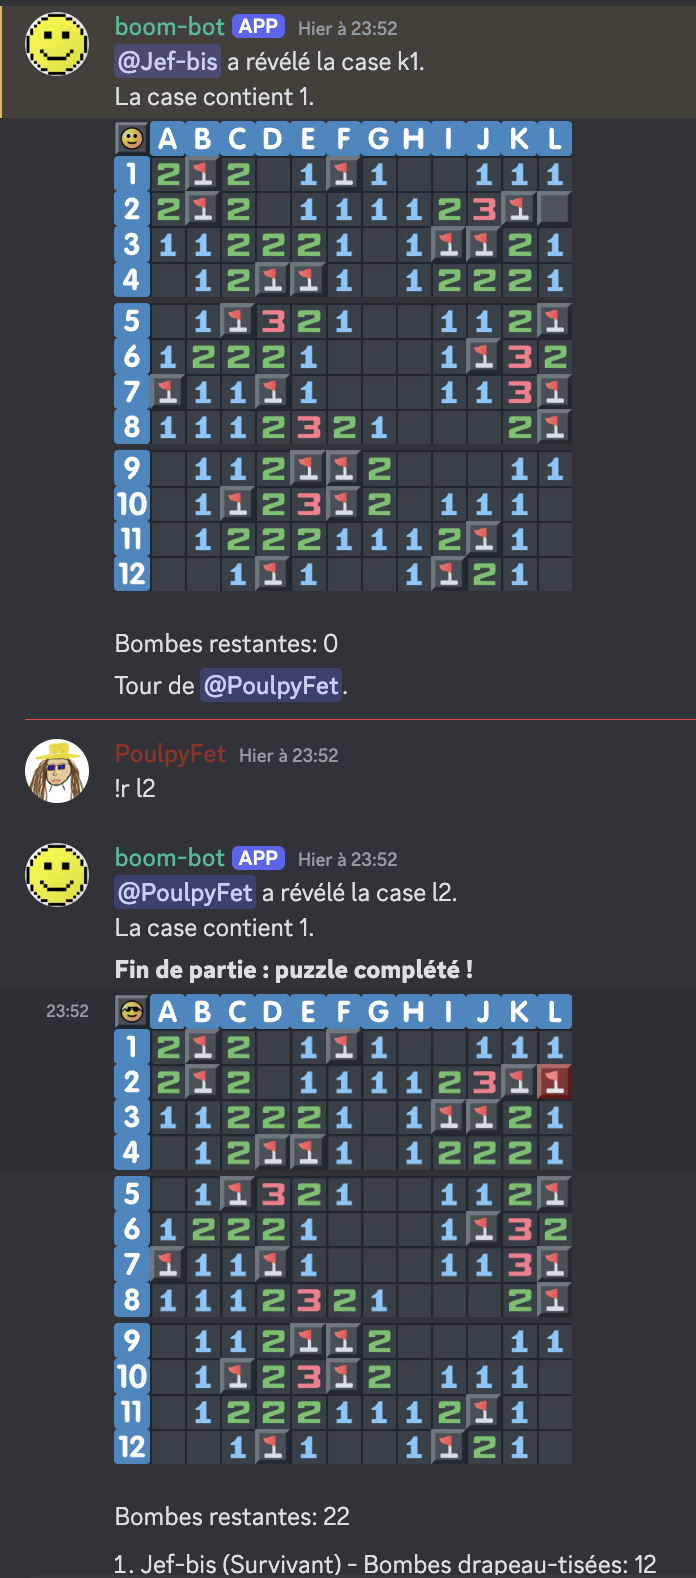 boom-bot APP Hier à 23:52
@Jef-bis a révélé la case k1.
La case contient 1.
A B C D E F G H I J K L
1 2 2 1 1 1 1 1
2 2 2 1 1 1 1 2 3
3 1 1 2 2 2 1 1 2 1
4 1 2 1 1 2 2 2 1
5 1 3 2 1 1 1 2
6 1 2 2 2 1 1 3 2
7 1 1 1 1 1 3
8 1 1 1 2 3 2 1 2
9 1 1 2 2 1 1
10 1 2 3 2 1 1 1
11 1 2 2 2 1 1 1 2 1
12 1 1 1 2 1
Bombes restantes: 0
Tour de @PoulpyFet.
PoulpyFet Hier à 23:52
!r l2
boom-bot APP Hier à 23:52
@PoulpyFet a révélé la case l2.
La case contient 1.
Fin de partie : puzzle complété !
23:52 A B C D E F G H I J K L
1 2 2 1 1 1 1 1
2 2 2 1 1 1 1 2 3
3 1 1 2 2 2 1 1 2 1
4 1 2 1 1 2 2 2 1
5 1 3 2 1 1 1 2
6 1 2 2 2 1 1 3 2
7 1 1 1 1 1 3
8 1 1 1 2 3 2 1 2
9 1 1 2 2 1 1
10 1 2 3 2 1 1 1
11 1 2 2 2 1 1 1 2 1
12 1 1 1 2 1
Bombes restantes: 22
1. Jef-bis (Survivant) - Bombes drapeau-tisées: 12